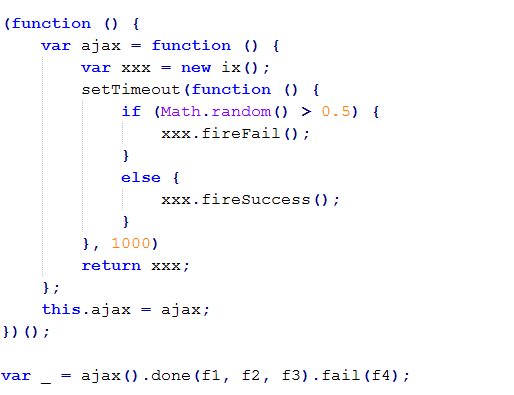 (function () {
    var ajax = function () {
        var xxx = new ix();
        setTimeout(function () {
            if (Math.random() > 0.5) {
                xxx.fireFail();
            }
            else {
                xxx.fireSuccess();
            }
        }, 1000)
        return xxx;
    };
    this.ajax = ajax;
})();

var _ = ajax().done(f1, f2, f3).fail(f4);